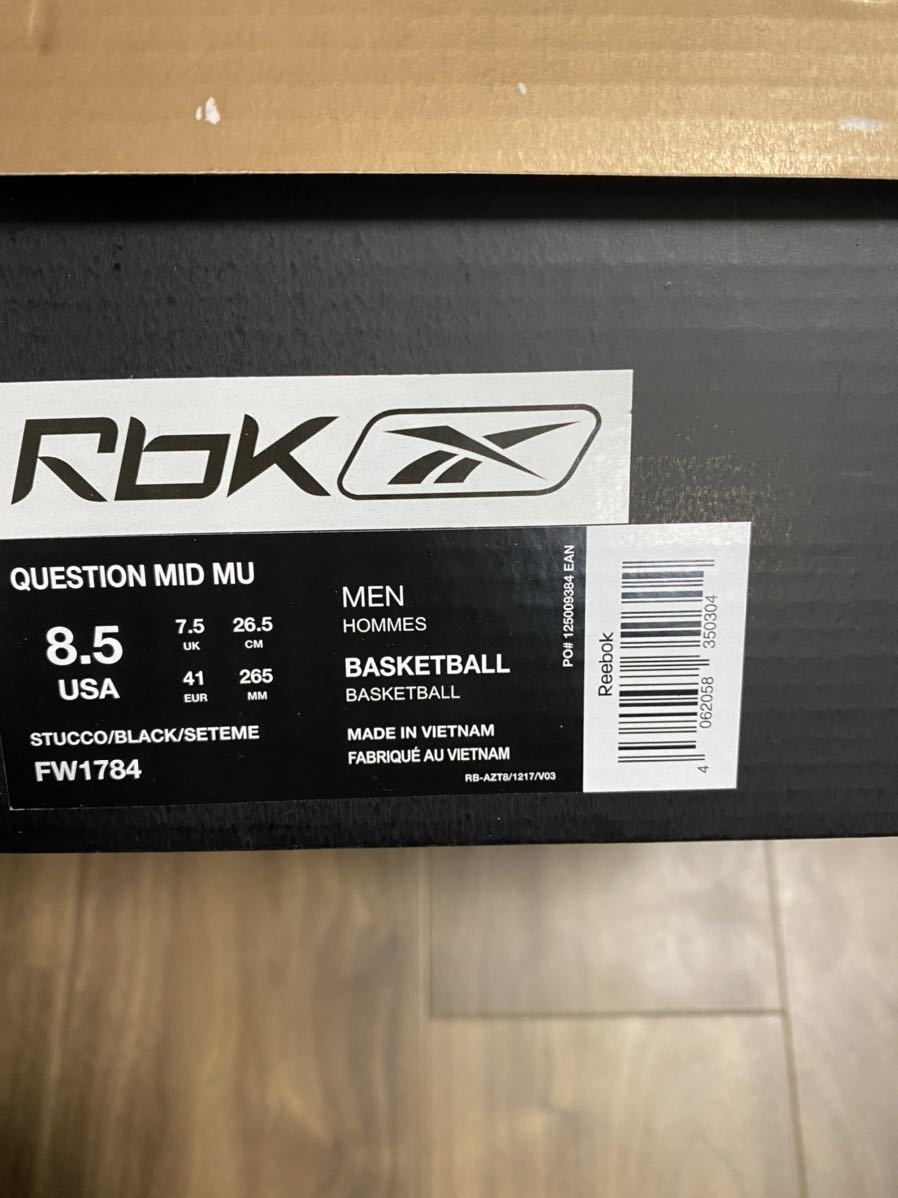 RbK
QUESTION MID MU
8.5
USA
7.5
UK
26.5
CM
41
EUR
265
MM
STUCCO/BLACK/SETEME
FW1784
MEN
HOMMES
BASKETBALL
BASKETBALL
MADE IN VIETNAM
FABRIQUÉ AU VIETNAM
RB-AZT8/1217/V03
PO# 125009384 EAN
Reebok
4 062058 350304